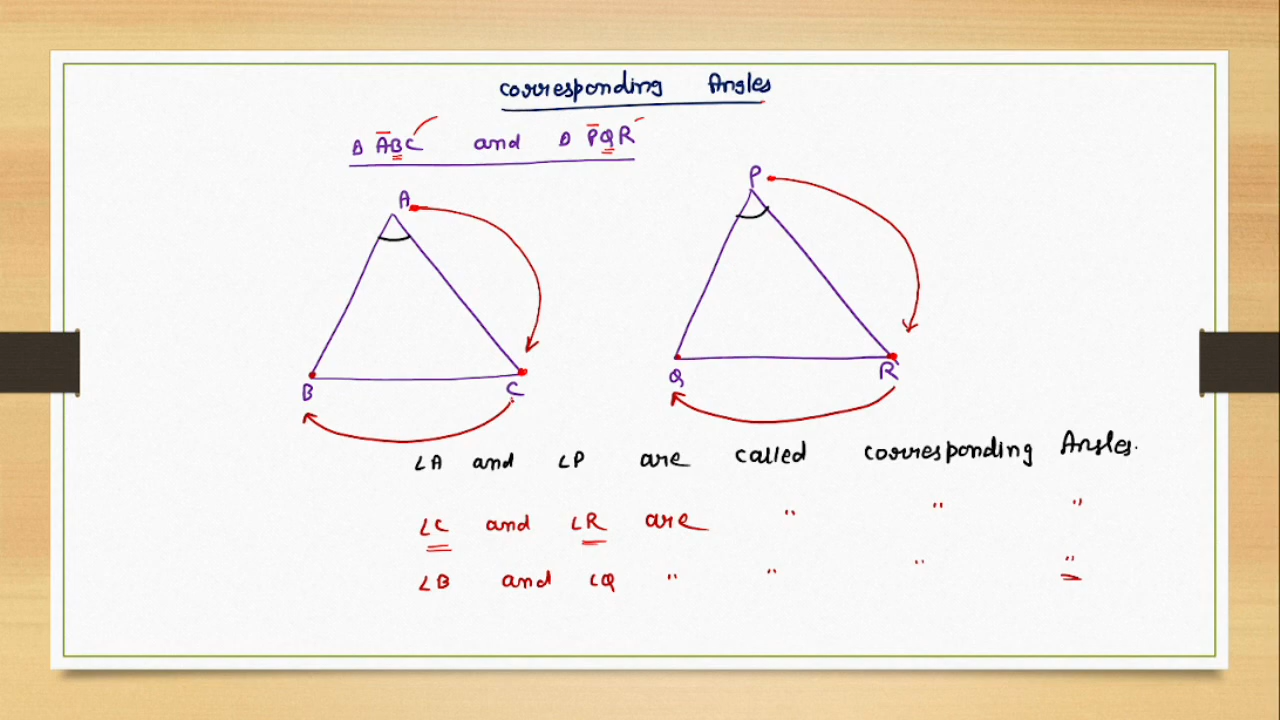 Corresponding Angles
Δ ABC and Δ PQR
A
P
B
C
Q
R
∠A and ∠P are called corresponding Angles.
∠C and ∠R are " " "
∠B and ∠Q " " " "